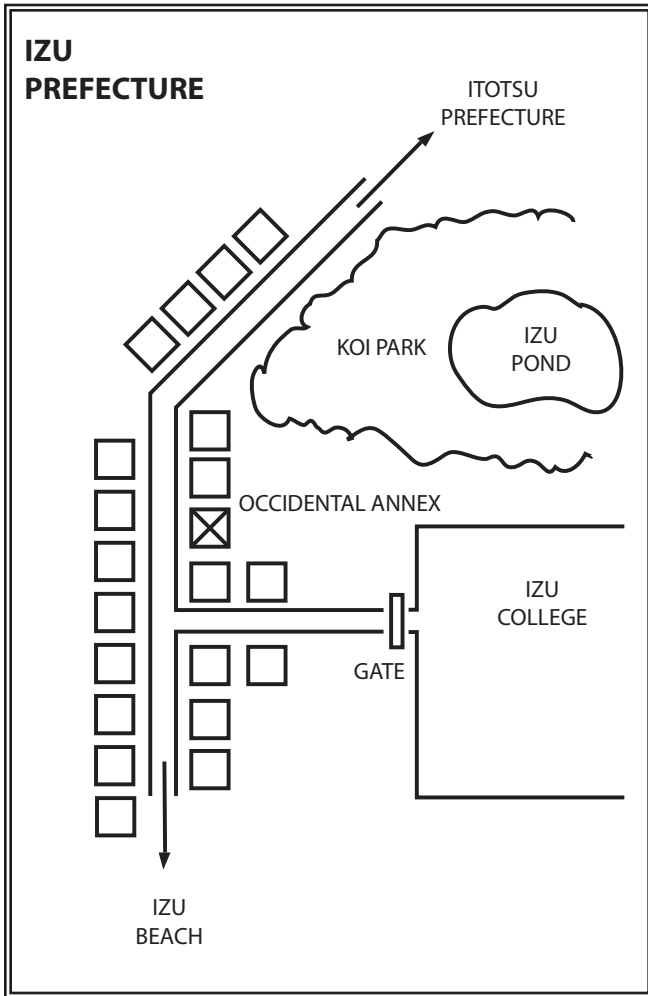 IZU
PREFECTURE
ITOTSU
PREFECTURE
KOI PARK
IZU
POND
OCCIDENTAL ANNEX
IZU
COLLEGE
GATE
IZU
BEACH